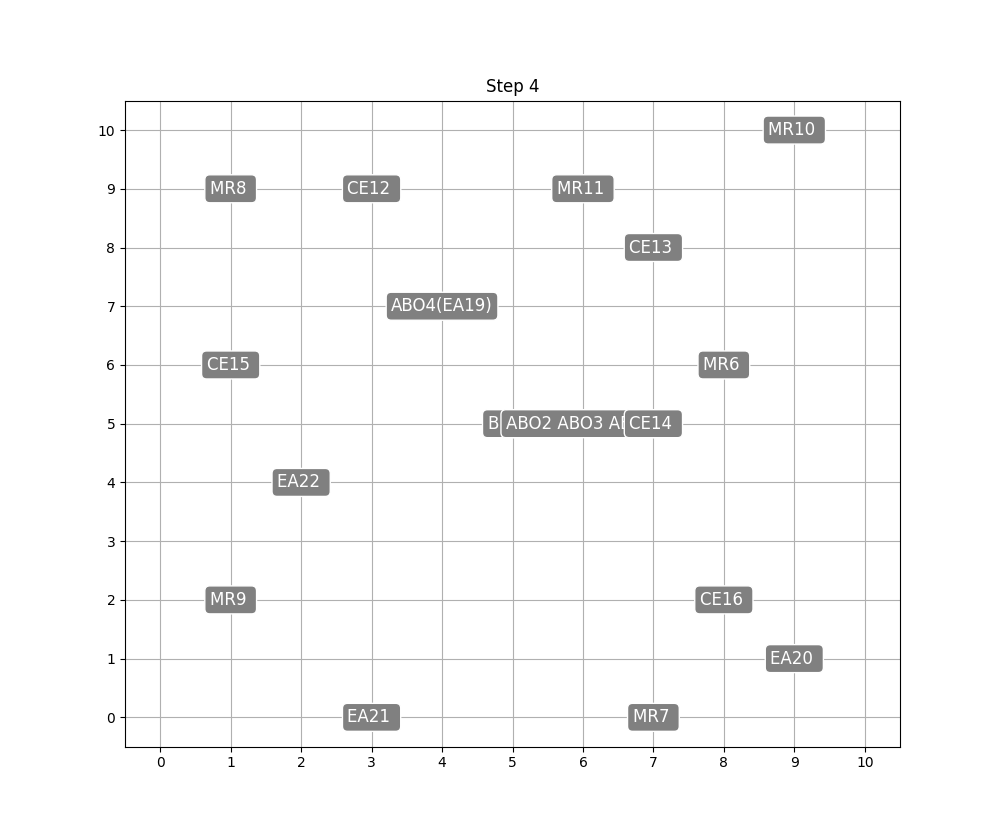 Step 4
10 MR10
9 MR8 CE12 MR11
8 CE13
7 ABO4(EA19)
6 CE15 MR6
5 ABO2 ABO3 CE14
4 EA22
3
2 MR9 CE16
1 EA20
0 EA21 MR7
0 1 2 3 4 5 6 7 8 9 10